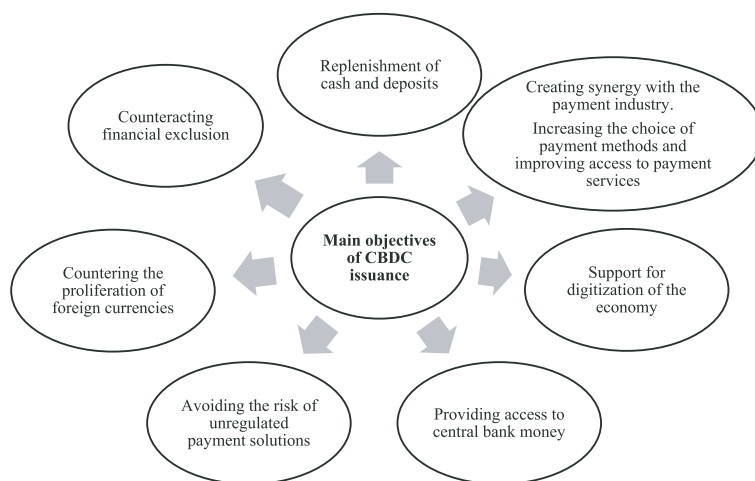 Replenishment of
cash and deposits
Creating synergy with the
payment industry.
Increasing the choice of
payment methods and
improving access to payment
services
Counteracting
financial exclusion
Main objectives
of CBDC
issuance
Countering the
proliferation of
foreign currencies
Support for
digitization of the
economy
Avoiding the risk of
unregulated
payment solutions
Providing access to
central bank money